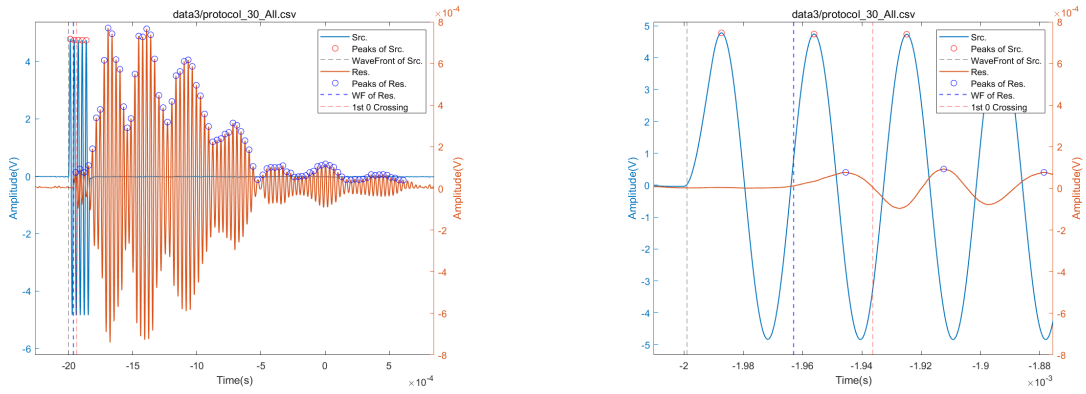 data3/protocol_30_All.csv
Amplitude(V)
4
2
0
-2
-4
-6
8 ×10⁻⁴
6
4
2
0
-2
-4
-6
-8
Amplitude(V)
Src.
Peaks of Src.
WaveFront of Src.
Res.
Peaks of Res.
WF of Res.
1st 0 Crossing
-20 -15 -10 -5 0 5
Time(s)
×10⁻⁴
data3/protocol_30_All.csv
Amplitude(V)
5
4
3
2
1
0
-1
-2
-3
-4
-5
8 ×10⁻⁴
6
4
2
0
-2
-4
-6
-8
Amplitude(V)
Src.
Peaks of Src.
WaveFront of Src.
Res.
Peaks of Res.
WF of Res.
1st 0 Crossing
-2 -1.98 -1.96 -1.94 -1.92 -1.9 -1.88
Time(s)
×10⁻³